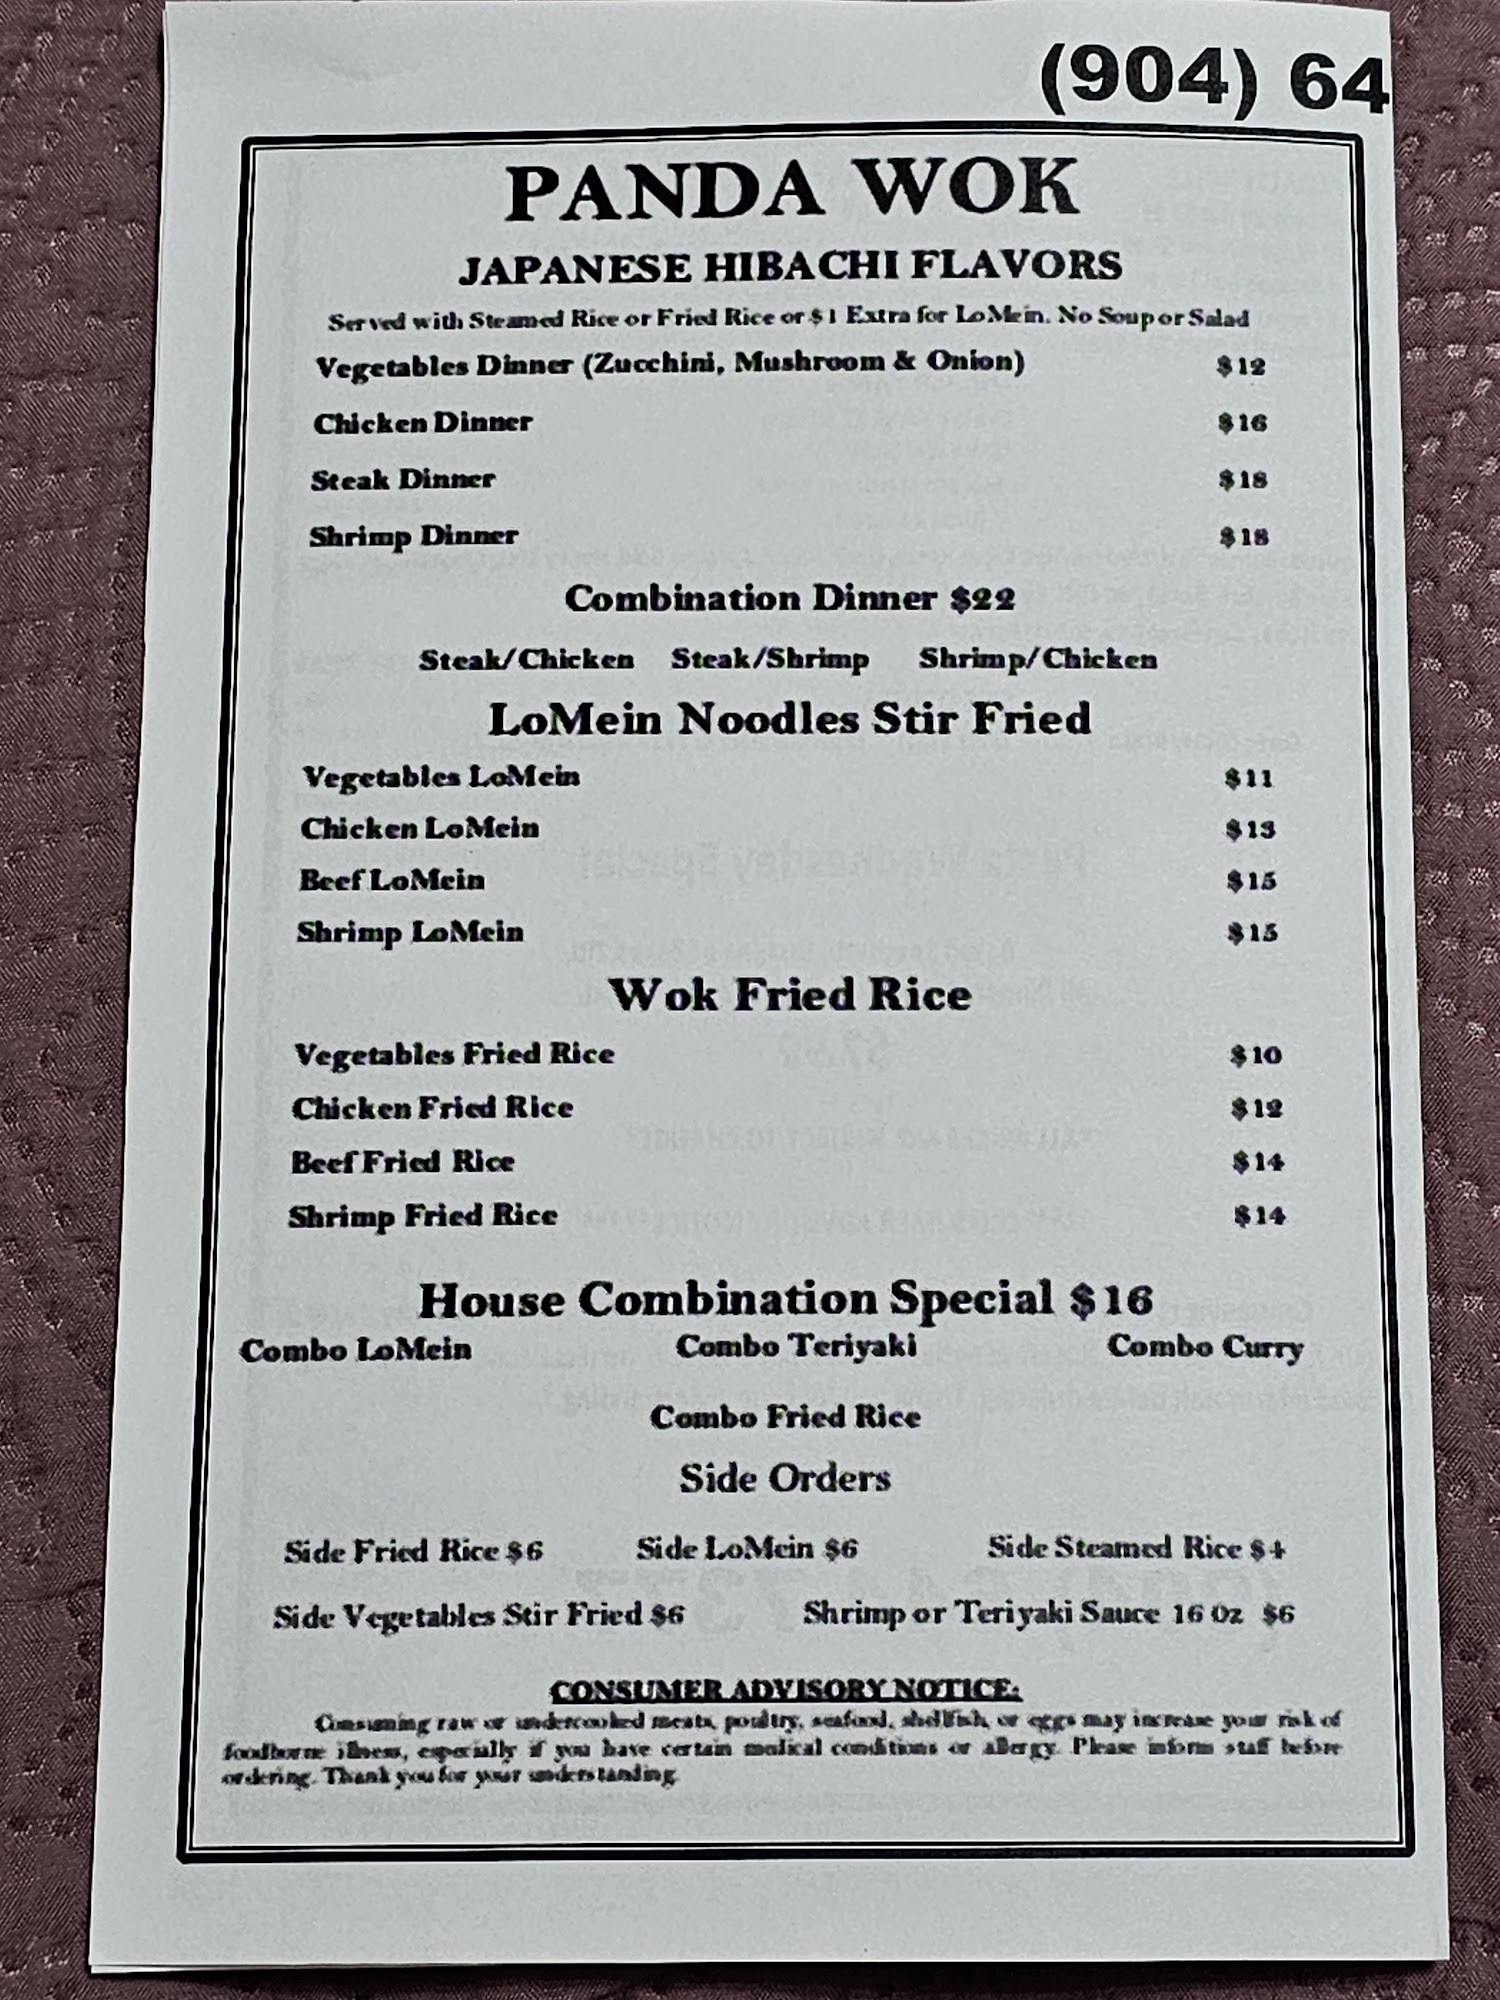 (904) 64
PANDA WOK
JAPANESE HIBACHI FLAVORS
Served with Steamed Rice or Fried Rice or $1 Extra for LoMein. No Soup or Salad
Vegetables Dinner (Zucchini, Mushroom & Onion) $12
Chicken Dinner $16
Steak Dinner $18
Shrimp Dinner $18
Combination Dinner $22
Steak/Chicken Steak/Shrimp Shrimp/Chicken
LoMein Noodles Stir Fried
Vegetables LoMein $11
Chicken LoMein $13
Beef LoMein $15
Shrimp LoMein $15
Wok Fried Rice
Vegetables Fried Rice $10
Chicken Fried Rice $12
Beef Fried Rice $14
Shrimp Fried Rice $14
House Combination Special $16
Combo LoMein Combo Teriyaki Combo Curry
Combo Fried Rice
Side Orders
Side Fried Rice $6 Side LoMein $6 Side Steamed Rice $4
Side Vegetables Stir Fried $6 Shrimp or Teriyaki Sauce 16 Oz $6
CONSUMER ADVISORY NOTICE:
Consuming raw or undercooked meats, poultry, seafood, shellfish, or eggs may increase your risk of
foodborne illness, especially if you have certain medical conditions or allergy. Please inform staff before
ordering. Thank you for your understanding.